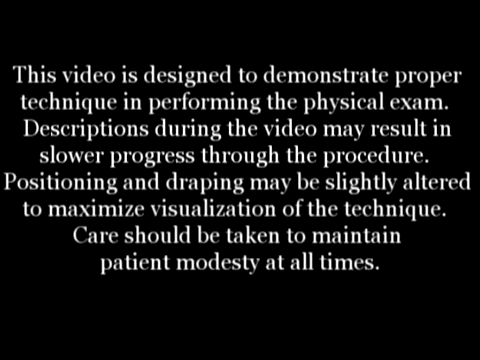 This video is designed to demonstrate proper
technique in performing the physical exam.
Descriptions during the video may result in
slower progress through the procedure.
Positioning and draping may be slightly altered
to maximize visualization of the technique.
Care should be taken to maintain
patient modesty at all times.